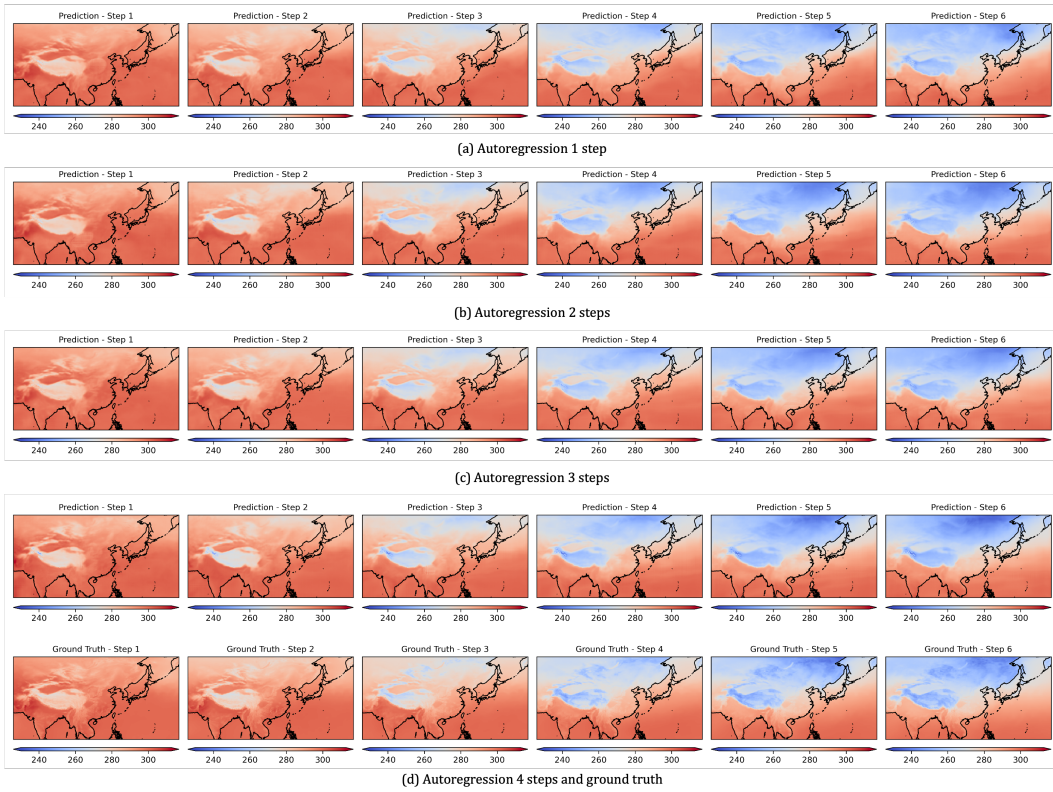 Prediction - Step 1 Prediction - Step 2 Prediction - Step 3 Prediction - Step 4 Prediction - Step 5 Prediction - Step 6
240 260 280 300 240 260 280 300 240 260 280 300 240 260 280 300 240 260 280 300 240 260 280 300
(a) Autoregression 1 step
Prediction - Step 1 Prediction - Step 2 Prediction - Step 3 Prediction - Step 4 Prediction - Step 5 Prediction - Step 6
240 260 280 300 240 260 280 300 240 260 280 300 240 260 280 300 240 260 280 300 240 260 280 300
(b) Autoregression 2 steps
Prediction - Step 1 Prediction - Step 2 Prediction - Step 3 Prediction - Step 4 Prediction - Step 5 Prediction - Step 6
240 260 280 300 240 260 280 300 240 260 280 300 240 260 280 300 240 260 280 300 240 260 280 300
(c) Autoregression 3 steps
Prediction - Step 1 Prediction - Step 2 Prediction - Step 3 Prediction - Step 4 Prediction - Step 5 Prediction - Step 6
240 260 280 300 240 260 280 300 240 260 280 300 240 260 280 300 240 260 280 300 240 260 280 300
Ground Truth - Step 1 Ground Truth - Step 2 Ground Truth - Step 3 Ground Truth - Step 4 Ground Truth - Step 5 Ground Truth - Step 6
240 260 280 300 240 260 280 300 240 260 280 300 240 260 280 300 240 260 280 300 240 260 280 300
(d) Autoregression 4 steps and ground truth